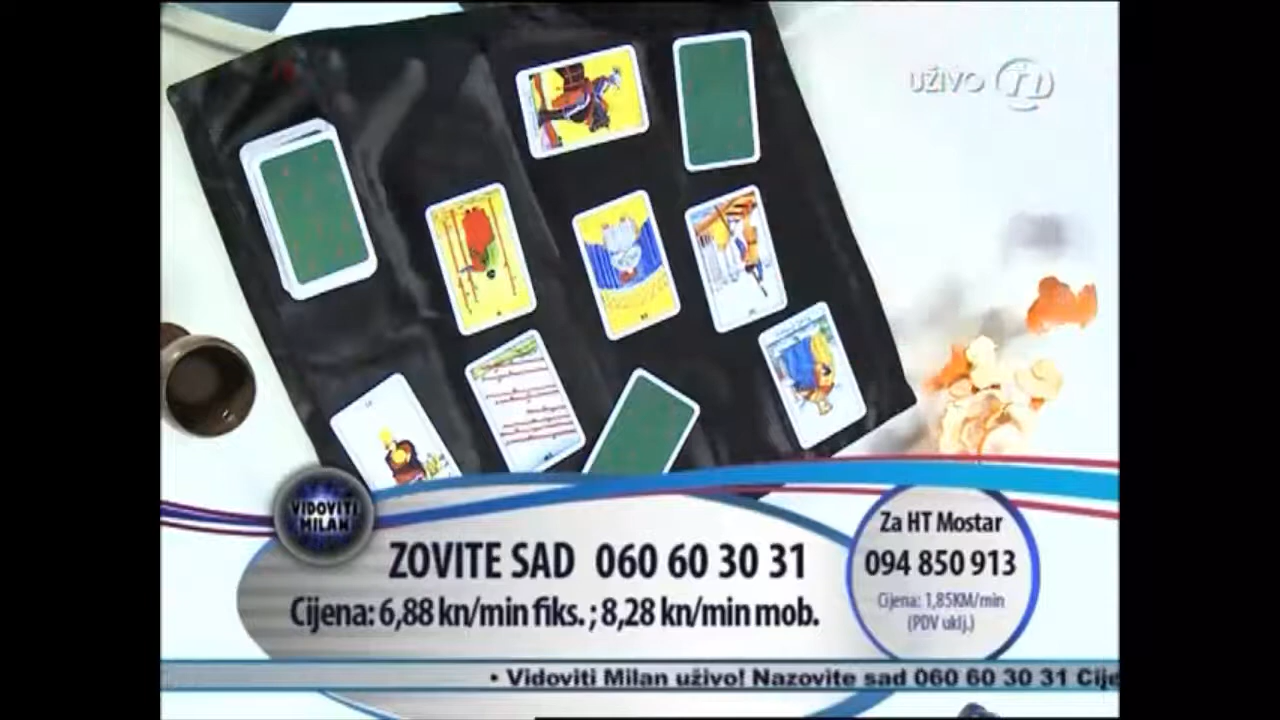 UŽIVO
VIDOVITI
MILAN
ZOVITE SAD 060 60 30 31
Cijena: 6,88 kn/min fiks. ; 8,28 kn/min mob.
Za HT Mostar
094 850 913
Cijena: 1,85KM/min
(PDV uklj.)
• Vidoviti Milan uživo! Nazovite sad 060 60 30 31 Cije